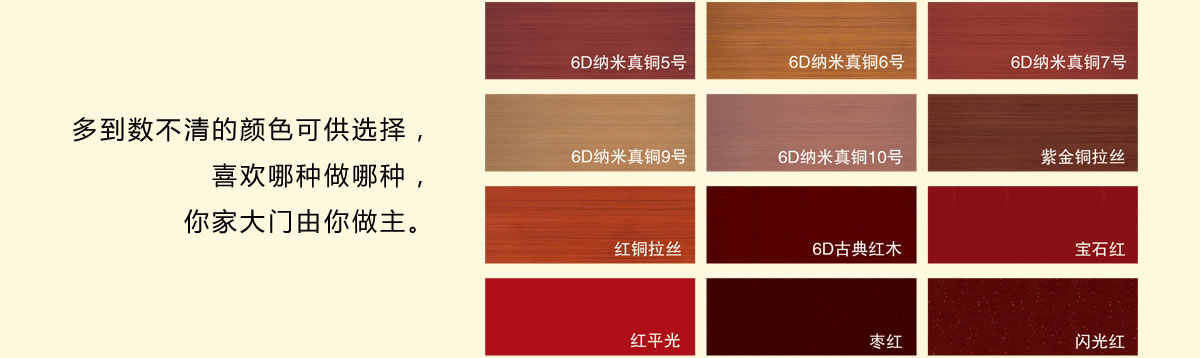 多到数不清的颜色可供选择，
喜欢哪种做哪种，
你家大门由你做主。
6D纳米真铜5号
6D纳米真铜6号
6D纳米真铜7号
6D纳米真铜9号
6D纳米真铜10号
紫金铜拉丝
红铜拉丝
6D古典红木
宝石红
红平光
枣红
闪光红